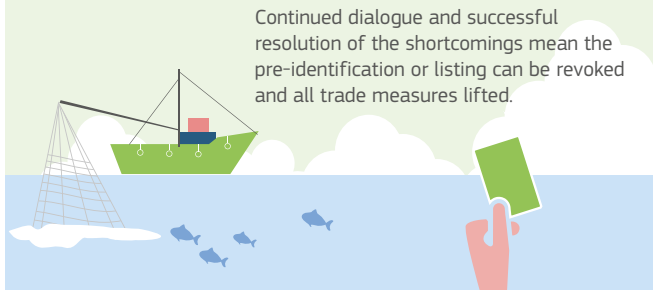 Continued dialogue and successful
resolution of the shortcomings mean the
pre-identification or listing can be revoked
and all trade measures lifted.